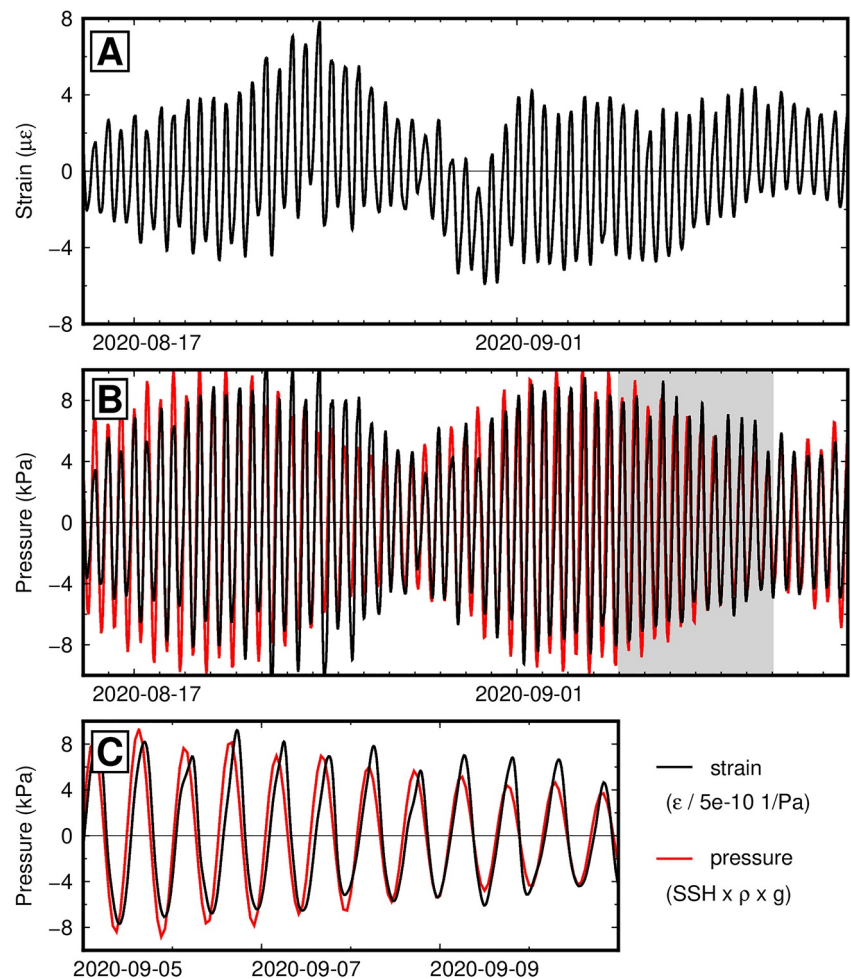 A
8
4
0
−4
−8
Strain (με)
2020-08-17 2020-09-01
B
8
4
0
−4
−8
Pressure (kPa)
2020-08-17 2020-09-01
C
8
4
0
−4
−8
Pressure (kPa)
2020-09-05 2020-09-07 2020-09-09
strain
(ε / 5e-10 1/Pa)
pressure
(SSH x ρ x g)